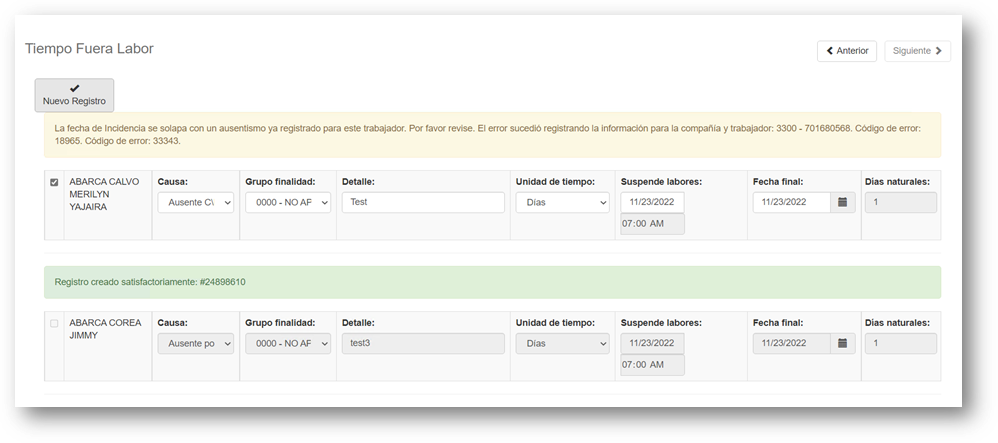 Tiempo Fuera Labor
Anterior
Siguiente
Nuevo Registro
La fecha de Incidencia se solapa con un ausentismo ya registrado para este trabajador. Por favor revise. El error sucedió registrando la información para la compañía y trabajador: 3300 - 701680568. Código de error:
18965. Código de error: 33343.
ABARCA CALVO
MERILYN
YAJAIRA
Causa:
Ausente C\
Grupo finalidad:
0000 - NO AF
Detalle:
Test
Unidad de tiempo:
Días
Suspende labores:
11/23/2022
07:00 AM
Fecha final:
11/23/2022
Dias naturales:
1
Registro creado satisfactoriamente: #24898610
ABARCA COREA
JIMMY
Causa:
Ausente po
Grupo finalidad:
0000 - NO AF
Detalle:
test3
Unidad de tiempo:
Días
Suspende labores:
11/23/2022
07:00 AM
Fecha final:
11/23/2022
Dias naturales:
1